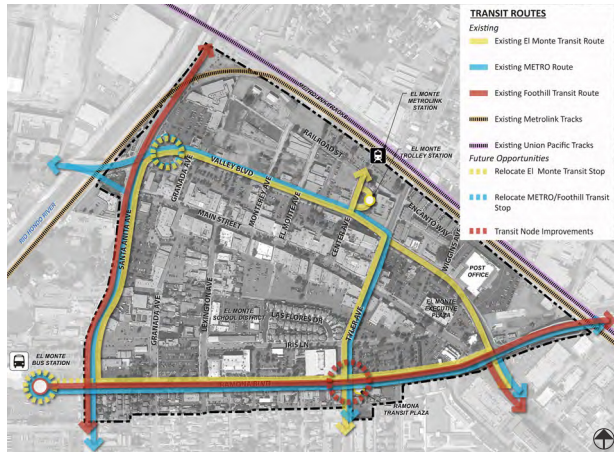 TRANSIT ROUTES
Existing
Existing El Monte Transit Route
Existing METRO Route
Existing Foothill Transit Route
Existing Metrolink Tracks
Existing Union Pacific Tracks
Future Opportunities
Relocate El Monte Transit Stop
Relocate METRO/Foothill Transit
Stop
Transit Node Improvements
EL MONTE
METROLINK
STATION
EL MONTE
TROLLEY STATION
RAILROAD ST
VALLEY BLVD
GRANADA AVE
MONTEREY AVE
EL MONTE AVE
MAIN STREET
CENTER AVE
ENCANTO WAY
WIGGINS AVE
RIO HONDO RIVER
SANTA ANITA AVE
POST
OFFICE
EL MONTE
EXECUTIVE
PLAZA
TYLER AVE
GRANADA AVE
LEXINGTON AVE
EL MONTE
SCHOOL DISTRICT
LAS FLORES DR
IRIS LN
EL MONTE
BUS STATION
RAMONA BLVD
RAMONA
TRANSIT PLAZA